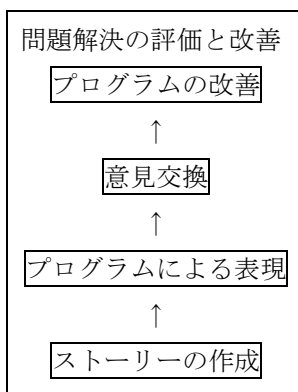 問題解決の評価と改善
プログラムの改善
↑
意見交換
↑
プログラムによる表現
↑
ストーリーの作成